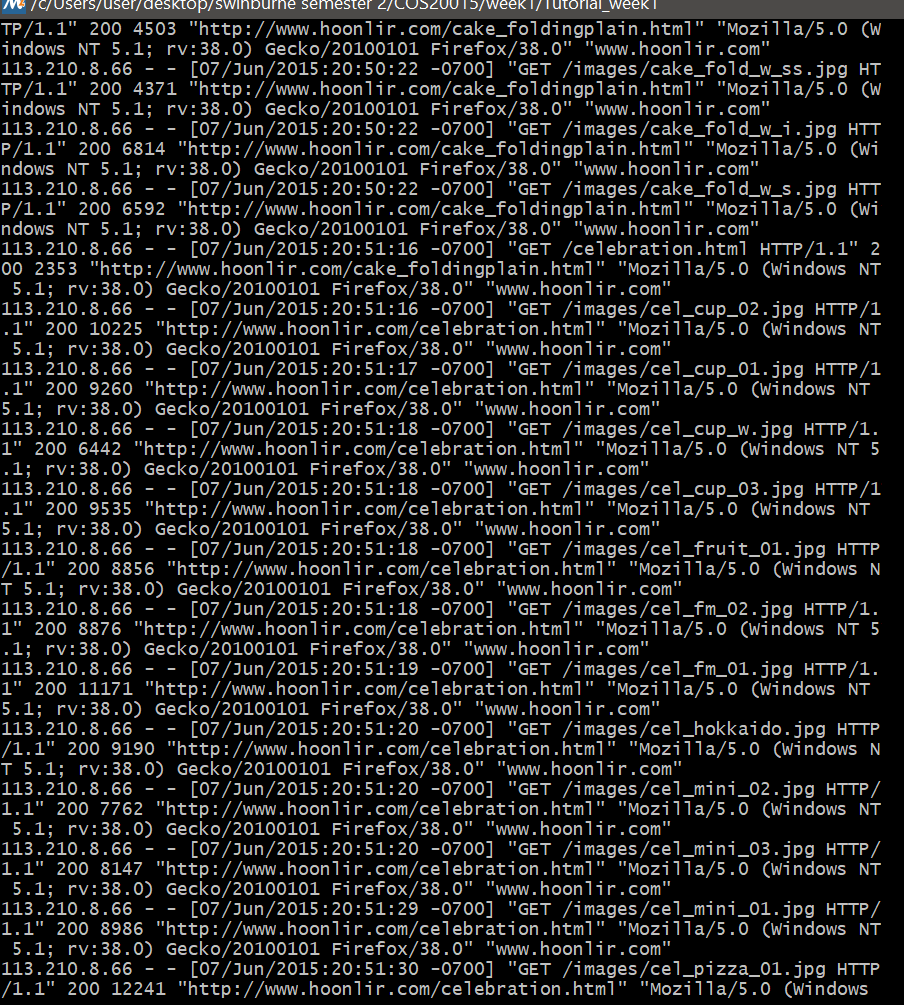 /c/Users/user/desktop/swinburne semester 2/COS20015/week1/Tutorial_week1
TP/1.1" 200 4503 "http://www.hoonlir.com/cake_foldingplain.html" "Mozilla/5.0 (W
indows NT 5.1; rv:38.0) Gecko/20100101 Firefox/38.0" "www.hoonlir.com"
113.210.8.66 - - [07/Jun/2015:20:50:22 -0700] "GET /images/cake_fold_w_ss.jpg HT
TP/1.1" 200 4371 "http://www.hoonlir.com/cake_foldingplain.html" "Mozilla/5.0 (W
indows NT 5.1; rv:38.0) Gecko/20100101 Firefox/38.0" "www.hoonlir.com"
113.210.8.66 - - [07/Jun/2015:20:50:22 -0700] "GET /images/cake_fold_w_i.jpg HTT
P/1.1" 200 6814 "http://www.hoonlir.com/cake_foldingplain.html" "Mozilla/5.0 (Wi
ndows NT 5.1; rv:38.0) Gecko/20100101 Firefox/38.0" "www.hoonlir.com"
113.210.8.66 - - [07/Jun/2015:20:50:22 -0700] "GET /images/cake_fold_w_s.jpg HTT
P/1.1" 200 6592 "http://www.hoonlir.com/cake_foldingplain.html" "Mozilla/5.0 (Wi
ndows NT 5.1; rv:38.0) Gecko/20100101 Firefox/38.0" "www.hoonlir.com"
113.210.8.66 - - [07/Jun/2015:20:51:16 -0700] "GET /celebration.html HTTP/1.1" 2
00 2353 "http://www.hoonlir.com/cake_foldingplain.html" "Mozilla/5.0 (Windows NT
 5.1; rv:38.0) Gecko/20100101 Firefox/38.0" "www.hoonlir.com"
113.210.8.66 - - [07/Jun/2015:20:51:16 -0700] "GET /images/cel_cup_02.jpg HTTP/1
.1" 200 10225 "http://www.hoonlir.com/celebration.html" "Mozilla/5.0 (Windows NT
 5.1; rv:38.0) Gecko/20100101 Firefox/38.0" "www.hoonlir.com"
113.210.8.66 - - [07/Jun/2015:20:51:17 -0700] "GET /images/cel_cup_01.jpg HTTP/1
.1" 200 9260 "http://www.hoonlir.com/celebration.html" "Mozilla/5.0 (Windows NT 
5.1; rv:38.0) Gecko/20100101 Firefox/38.0" "www.hoonlir.com"
113.210.8.66 - - [07/Jun/2015:20:51:18 -0700] "GET /images/cel_cup_w.jpg HTTP/1.
1" 200 6442 "http://www.hoonlir.com/celebration.html" "Mozilla/5.0 (Windows NT 5
.1; rv:38.0) Gecko/20100101 Firefox/38.0" "www.hoonlir.com"
113.210.8.66 - - [07/Jun/2015:20:51:18 -0700] "GET /images/cel_cup_03.jpg HTTP/1
.1" 200 9535 "http://www.hoonlir.com/celebration.html" "Mozilla/5.0 (Windows NT 
5.1; rv:38.0) Gecko/20100101 Firefox/38.0" "www.hoonlir.com"
113.210.8.66 - - [07/Jun/2015:20:51:18 -0700] "GET /images/cel_fruit_01.jpg HTTP
/1.1" 200 8856 "http://www.hoonlir.com/celebration.html" "Mozilla/5.0 (Windows N
T 5.1; rv:38.0) Gecko/20100101 Firefox/38.0" "www.hoonlir.com"
113.210.8.66 - - [07/Jun/2015:20:51:18 -0700] "GET /images/cel_fm_02.jpg HTTP/1.
1" 200 8876 "http://www.hoonlir.com/celebration.html" "Mozilla/5.0 (Windows NT 5
.1; rv:38.0) Gecko/20100101 Firefox/38.0" "www.hoonlir.com"
113.210.8.66 - - [07/Jun/2015:20:51:19 -0700] "GET /images/cel_fm_01.jpg HTTP/1.
1" 200 11171 "http://www.hoonlir.com/celebration.html" "Mozilla/5.0 (Windows NT 
5.1; rv:38.0) Gecko/20100101 Firefox/38.0" "www.hoonlir.com"
113.210.8.66 - - [07/Jun/2015:20:51:20 -0700] "GET /images/cel_hokkaido.jpg HTTP
/1.1" 200 9190 "http://www.hoonlir.com/celebration.html" "Mozilla/5.0 (Windows N
T 5.1; rv:38.0) Gecko/20100101 Firefox/38.0" "www.hoonlir.com"
113.210.8.66 - - [07/Jun/2015:20:51:20 -0700] "GET /images/cel_mini_02.jpg HTTP/
1.1" 200 7762 "http://www.hoonlir.com/celebration.html" "Mozilla/5.0 (Windows NT
 5.1; rv:38.0) Gecko/20100101 Firefox/38.0" "www.hoonlir.com"
113.210.8.66 - - [07/Jun/2015:20:51:20 -0700] "GET /images/cel_mini_03.jpg HTTP/
1.1" 200 8147 "http://www.hoonlir.com/celebration.html" "Mozilla/5.0 (Windows NT
 5.1; rv:38.0) Gecko/20100101 Firefox/38.0" "www.hoonlir.com"
113.210.8.66 - - [07/Jun/2015:20:51:29 -0700] "GET /images/cel_mini_01.jpg HTTP/
1.1" 200 8986 "http://www.hoonlir.com/celebration.html" "Mozilla/5.0 (Windows NT
 5.1; rv:38.0) Gecko/20100101 Firefox/38.0" "www.hoonlir.com"
113.210.8.66 - - [07/Jun/2015:20:51:30 -0700] "GET /images/cel_pizza_01.jpg HTTP
/1.1" 200 12241 "http://www.hoonlir.com/celebration.html" "Mozilla/5.0 (Windows